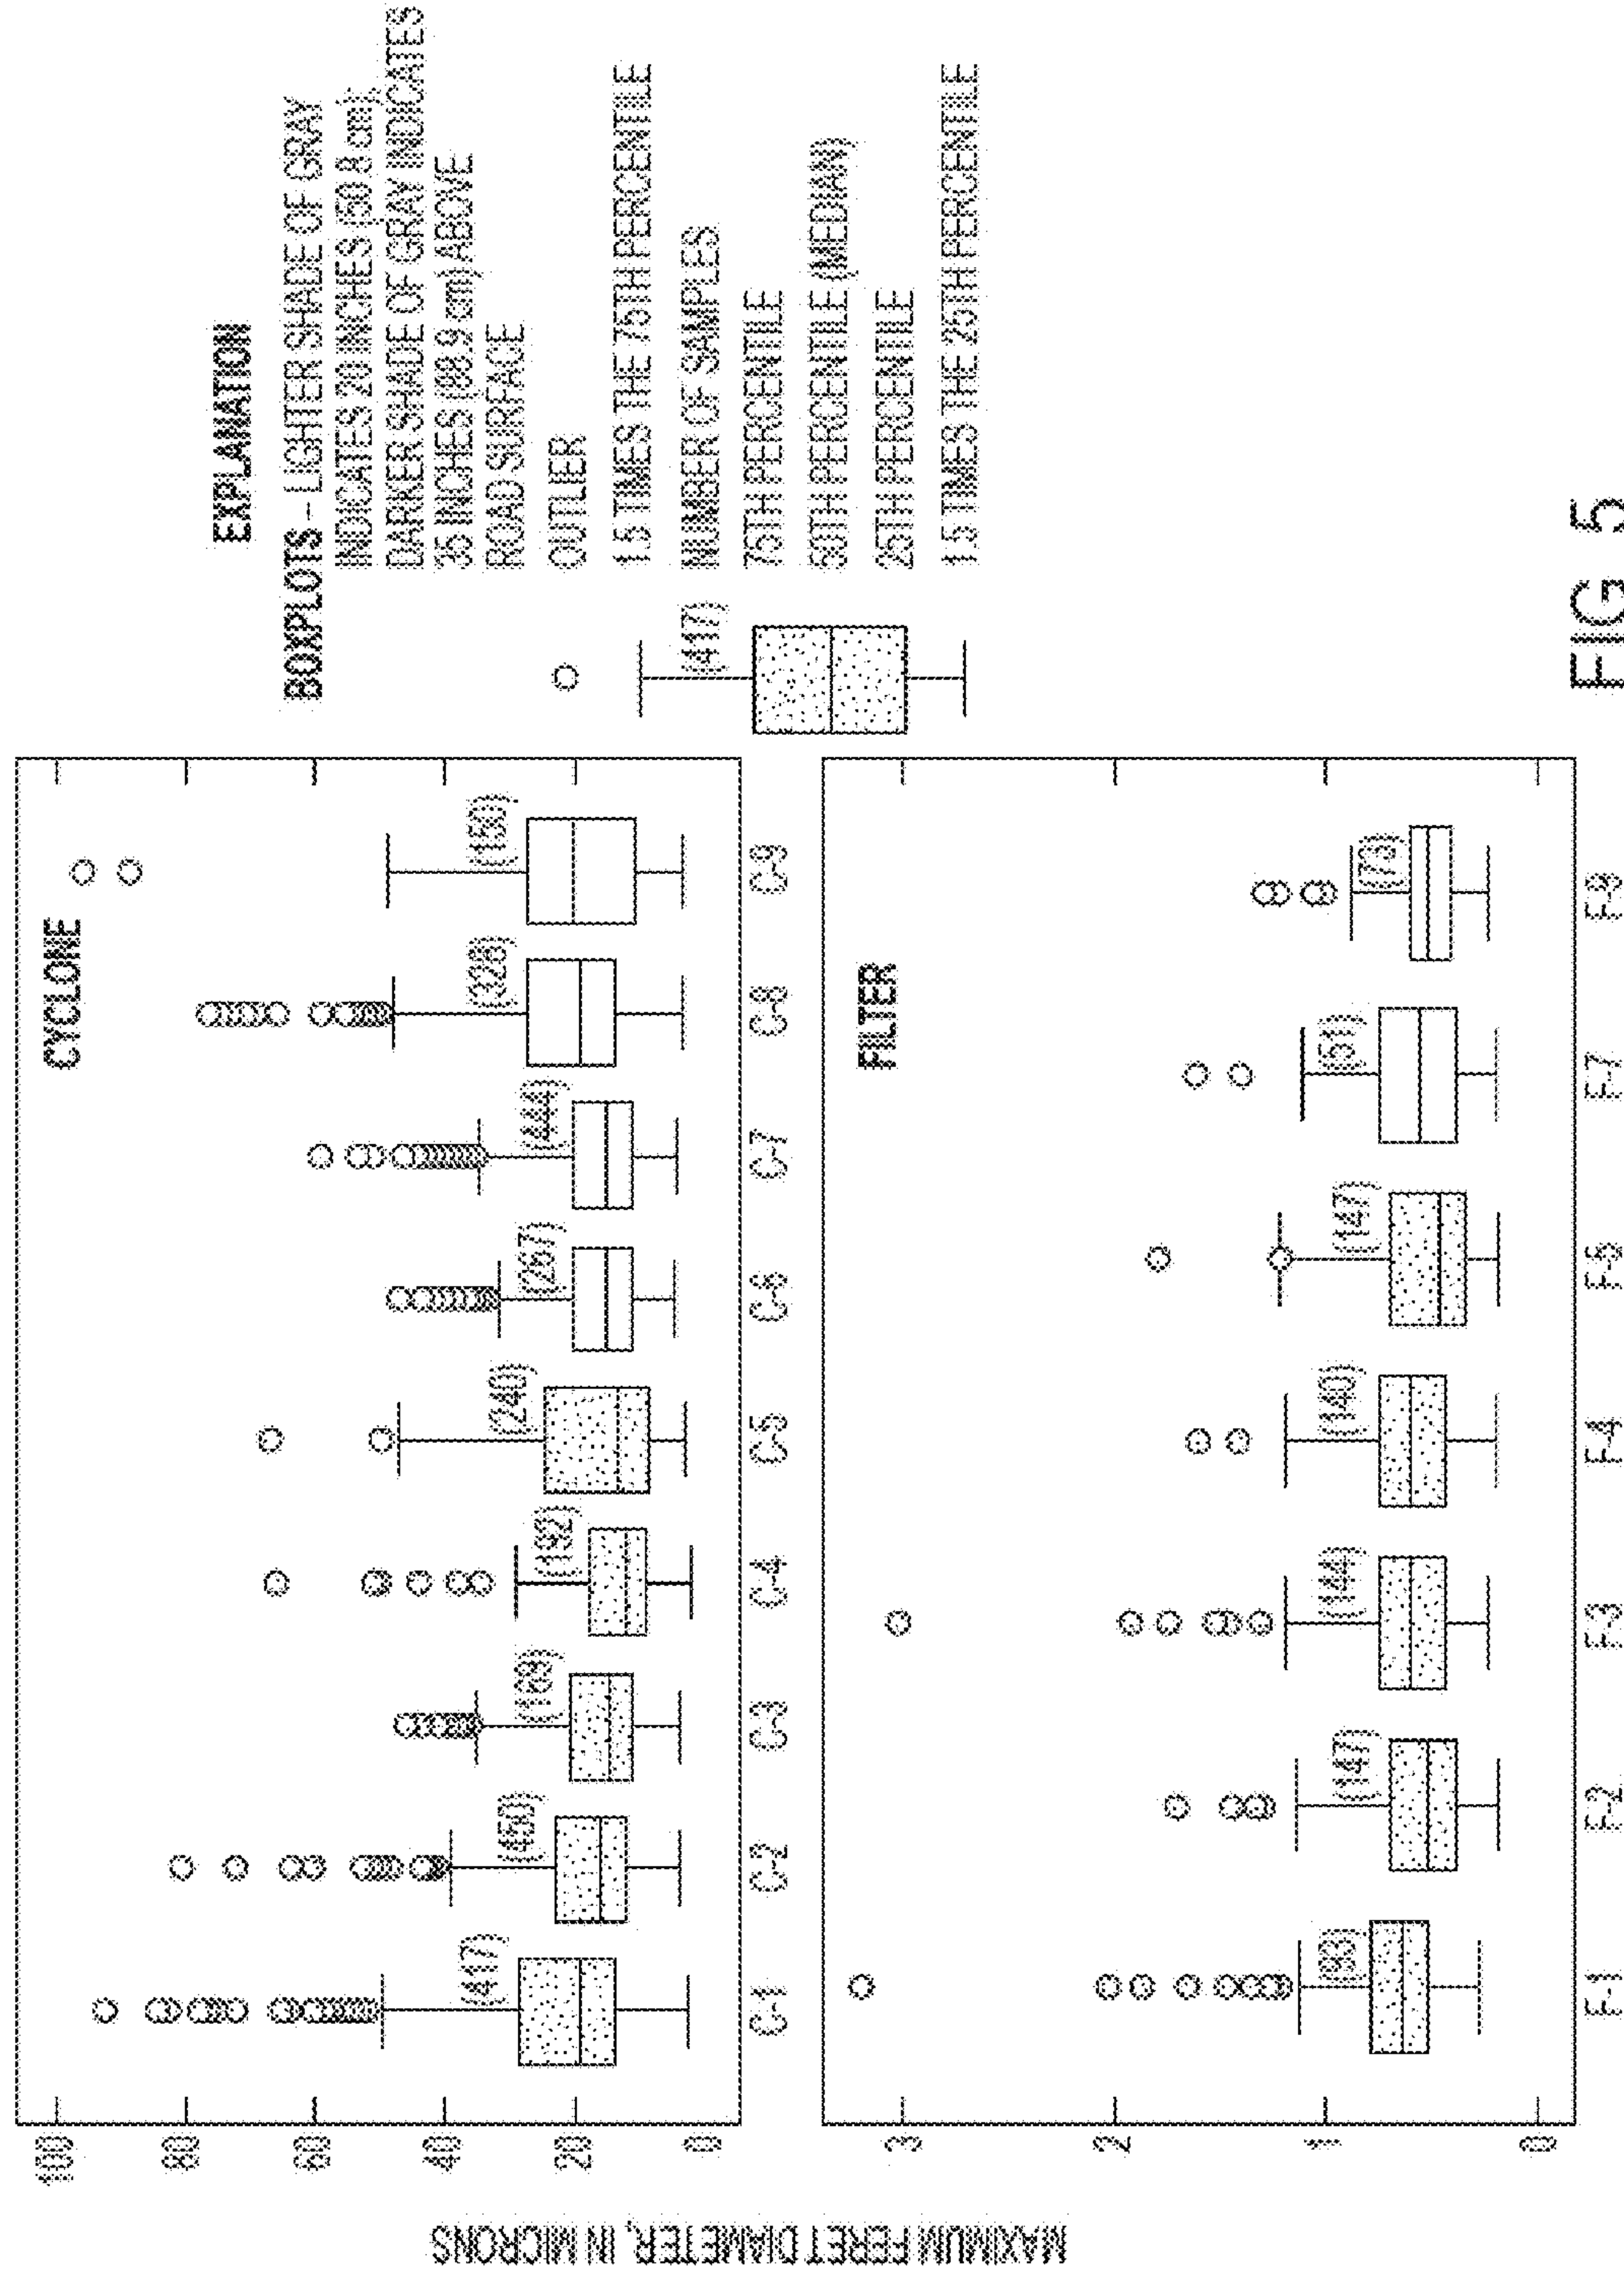 MAXIMUM FERET DIAMETER, IN MICRONS
CYCLONE
100
80
60
40
20
0
(417)
(450)
(169)
(192)
(240)
(267)
(444)
(328)
(150)
C-1
C-2
C-3
C-4
C-5
C-6
C-7
C-8
C-9
FILTER
3
2
1
0
(93)
(147)
(144)
(140)
(147)
(51)
(73)
F-1
F-2
F-3
F-4
F-5
F-7
F-9
EXPLANATION
BOXPLOTS – LIGHTER SHADE OF GRAY
INDICATES 20 INCHES (50.8 cm);
DARKER SHADE OF GRAY INDICATES
35 INCHES (88.9 cm) ABOVE
ROAD SURFACE
OUTLIER
1.5 TIMES THE 75TH PERCENTILE
(417)
NUMBER OF SAMPLES
75TH PERCENTILE
50TH PERCENTILE (MEDIAN)
25TH PERCENTILE
1.5 TIMES THE 25TH PERCENTILE
FIG. 5